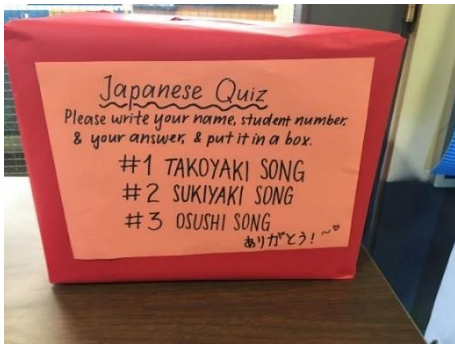 Japanese Quiz
Please write your name, student number,
& your answer, & put it in a box.
#1 TAKOYAKI SONG
#2 SUKIYAKI SONG
#3 OSUSHI SONG
ありがとう! ~♡